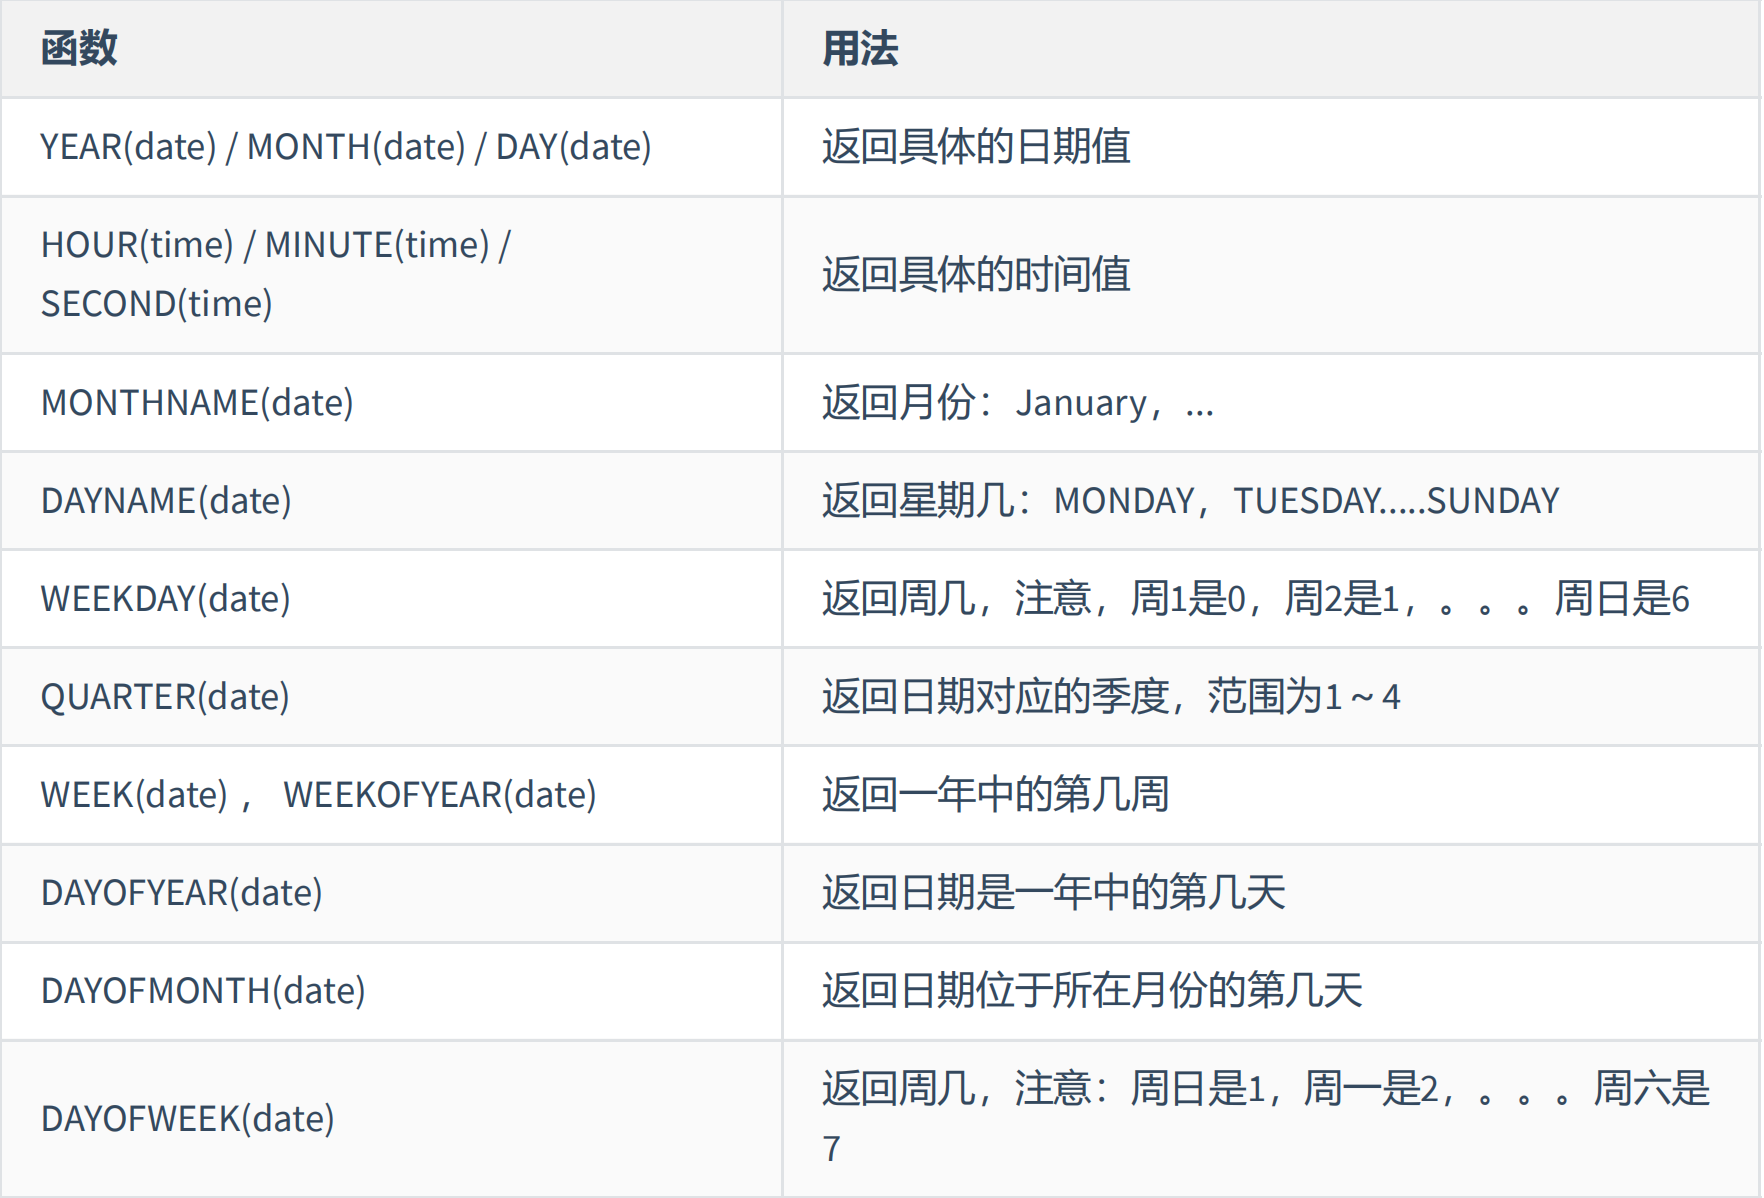 函数
用法
YEAR(date) / MONTH(date) / DAY(date)
返回具体的日期值
HOUR(time) / MINUTE(time) /
SECOND(time)
返回具体的时间值
MONTHNAME(date)
返回月份：January，...
DAYNAME(date)
返回星期几：MONDAY，TUESDAY.....SUNDAY
WEEKDAY(date)
返回周几，注意，周1是0，周2是1，。。。周日是6
QUARTER(date)
返回日期对应的季度，范围为1～4
WEEK(date) ， WEEKOFYEAR(date)
返回一年中的第几周
DAYOFYEAR(date)
返回日期是一年中的第几天
DAYOFMONTH(date)
返回日期位于所在月份的第几天
DAYOFWEEK(date)
返回周几，注意：周日是1，周一是2，。。。周六是
7